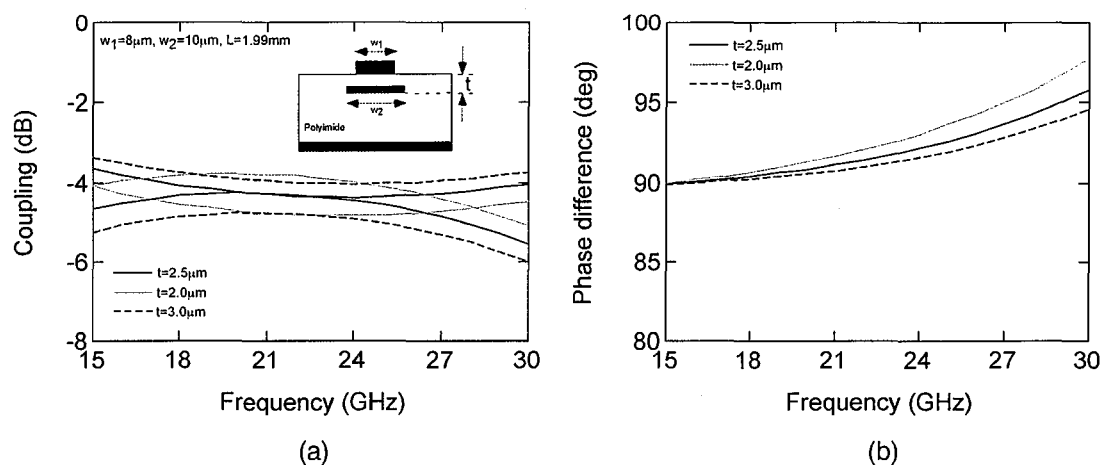 0
-2
-4
-6
-8
Coupling (dB)
w1=8μm, w2=10μm, L=1.99mm
w1
t
w2
Polyimide
t=2.5μm
t=2.0μm
t=3.0μm
15 18 21 24 27 30
Frequency (GHz)
(a)
100
95
90
85
80
Phase difference (deg)
t=2.5μm
t=2.0μm
t=3.0μm
15 18 21 24 27 30
Frequency (GHz)
(b)